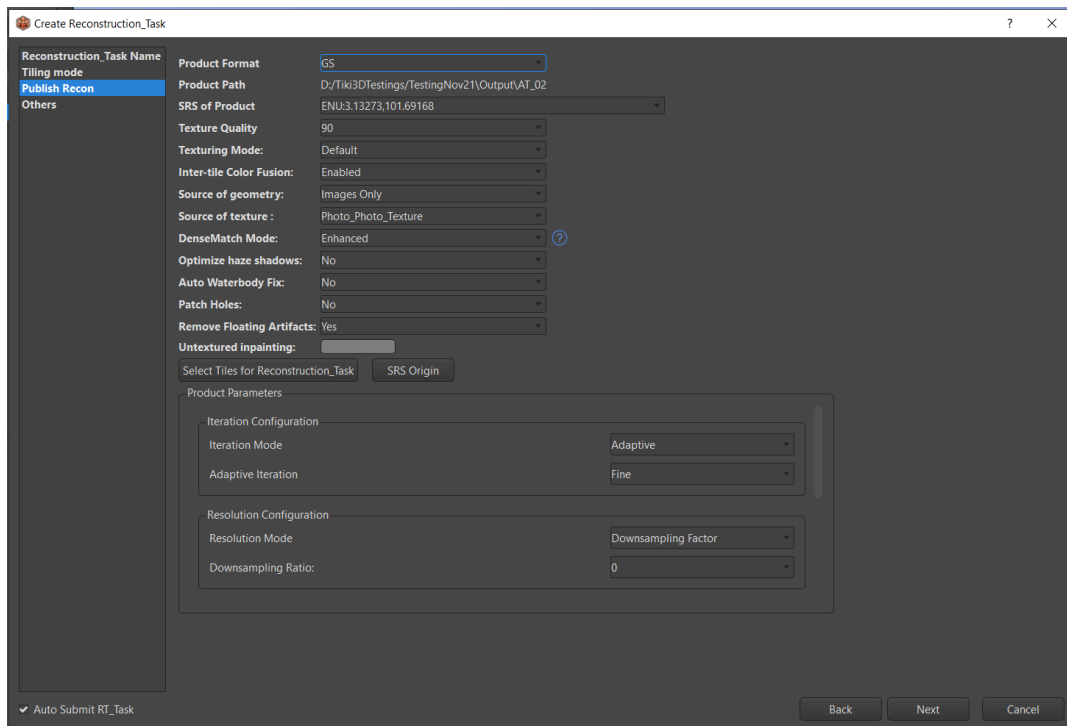 Create Reconstruction_Task
?
Reconstruction_Task Name
Tiling mode
Publish Recon
Others
Product Format GS
Product Path D:/Tiki3DTestings/TestingNov21\Output\AT_02
SRS of Product ENU:3.13273,101.69168
Texture Quality 90
Texturing Mode: Default
Inter-tile Color Fusion: Enabled
Source of geometry: Images Only
Source of texture : Photo_Photo_Texture
DenseMatch Mode: Enhanced ?
Optimize haze shadows: No
Auto Waterbody Fix: No
Patch Holes: No
Remove Floating Artifacts: Yes
Untextured inpainting:
Select Tiles for Reconstruction_Task SRS Origin
Product Parameters
Iteration Configuration
Iteration Mode Adaptive
Adaptive Iteration Fine
Resolution Configuration
Resolution Mode Downsampling Factor
Downsampling Ratio: 0
Auto Submit RT_Task Back Next Cancel